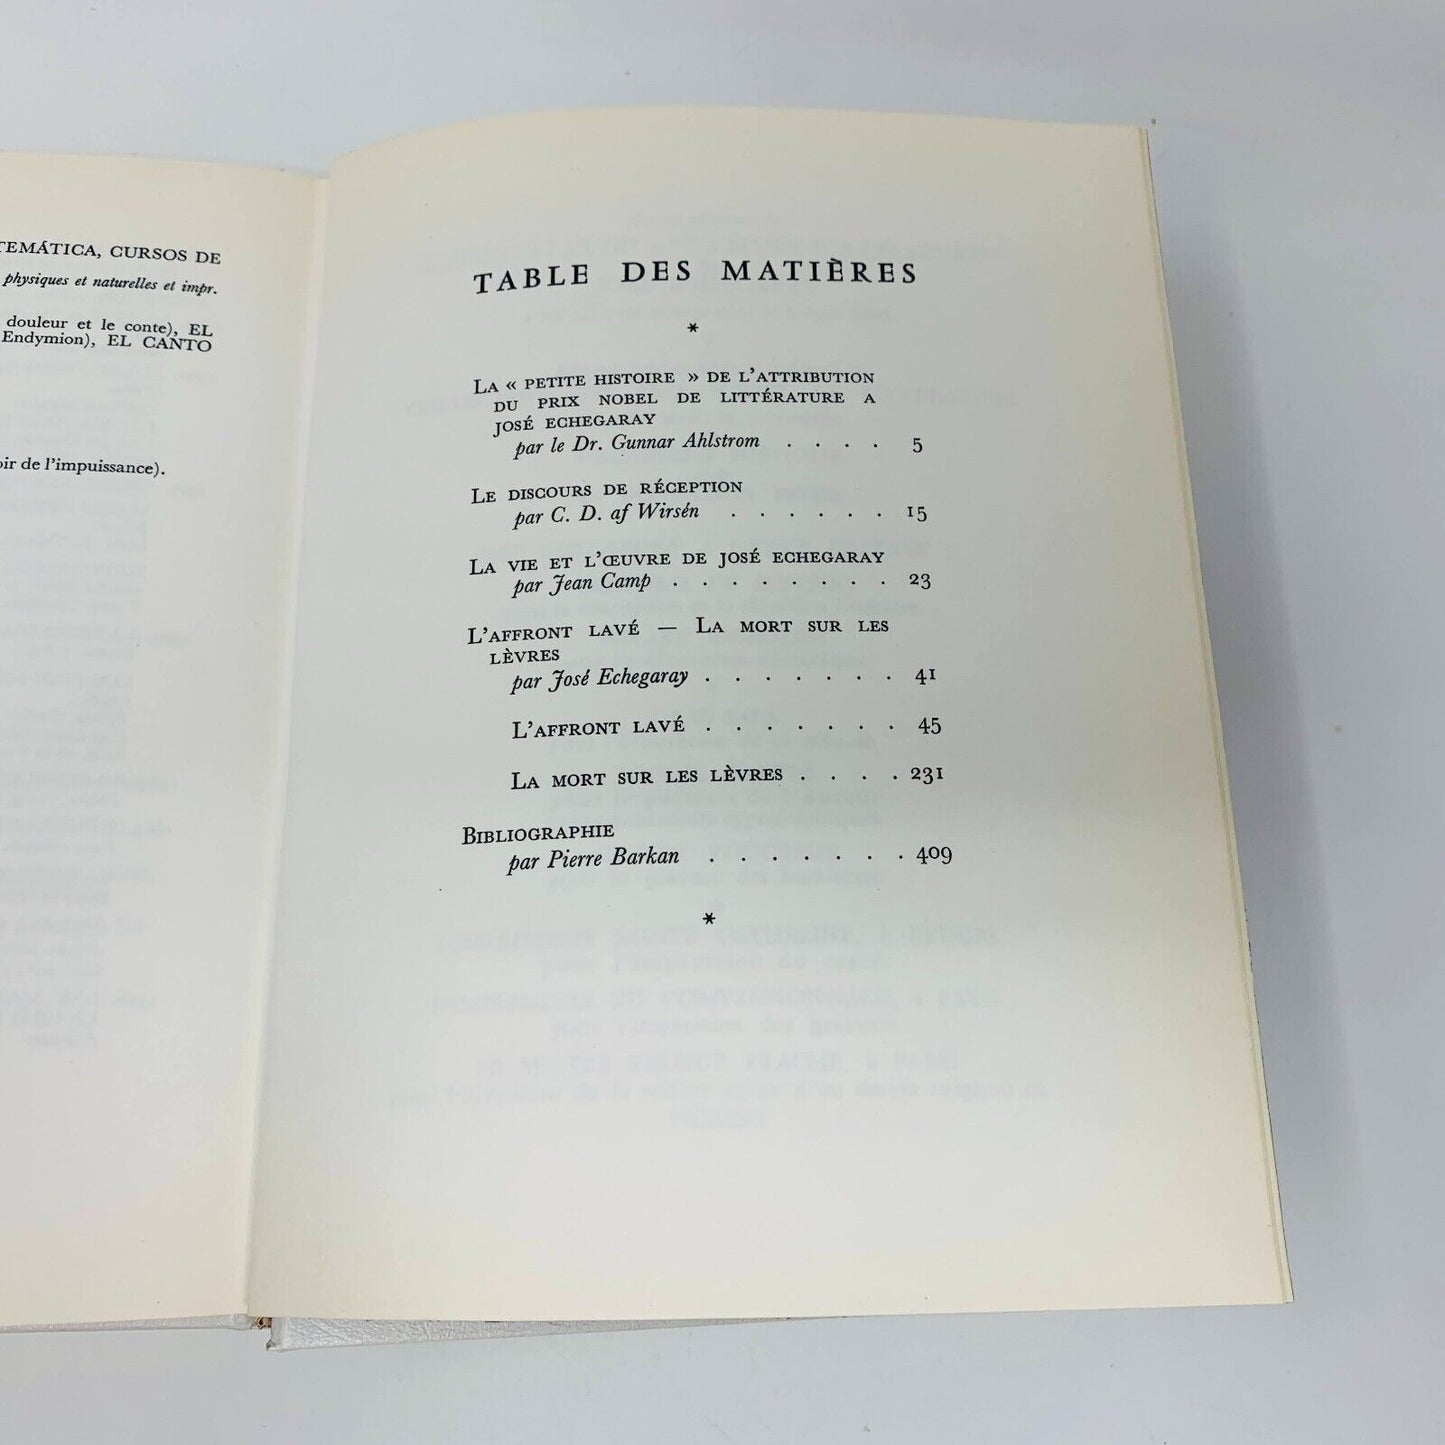 TEMÁTICA, CURSOS DE
physiques et naturelles et impr.
douleur et le conte), EL
Endymion), EL CANTO
de l'impuissance).
TABLE DES MATIÈRES
*
La « petite histoire » de l'attribution
du prix nobel de littérature a
josé echegaray
par le Dr. Gunnar Ahlstrom . . . . 5
Le discours de réception
par C. D. af Wirsén . . . . . . 15
La vie et l'œuvre de josé echegaray
par Jean Camp . . . . . . . . 23
L'affront lavé — La mort sur les
lèvres
par José Echegaray . . . . . . . 41
L'affront lavé . . . . . . . 45
La mort sur les lèvres . . . . 231
Bibliographie
par Pierre Barkan . . . . . . . 409
*